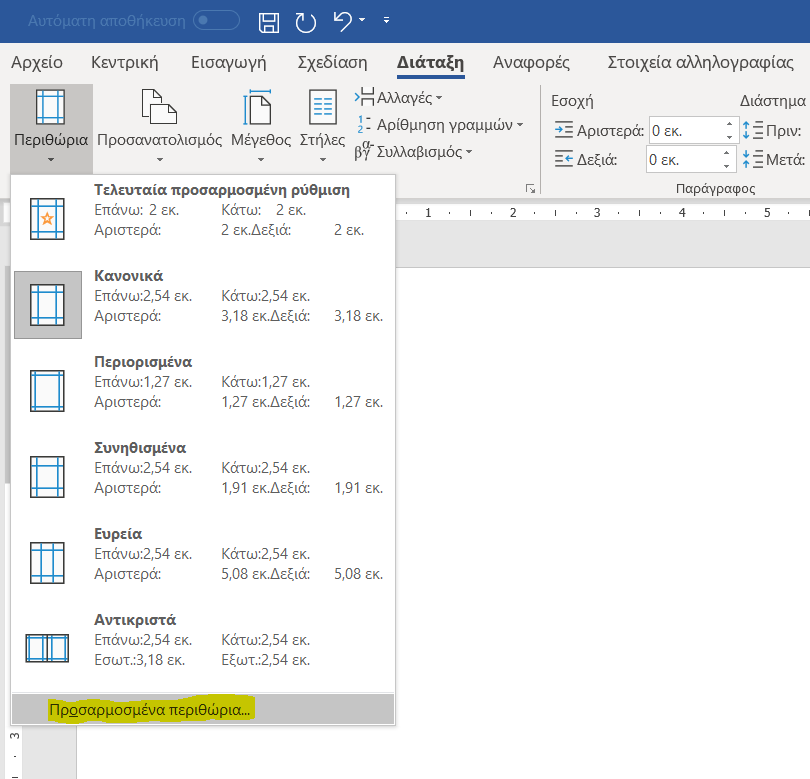 Αυτόματη αποθήκευση
Αρχείο Κεντρική Εισαγωγή Σχεδίαση Διάταξη Αναφορές Στοιχεία αλληλογραφίας
Περιθώρια Προσανατολισμός Μέγεθος Στήλες
Αλλαγές
1
2
Αρίθμηση γραμμών
βγ α- Συλλαβισμός
Εσοχή Διάστημα
Αριστερά: 0 εκ. Πριν:
Δεξιά: 0 εκ. Μετά:
Παράγραφος
1 2 3 4 5
Τελευταία προσαρμοσμένη ρύθμιση
Επάνω: 2 εκ. Κάτω: 2 εκ.
Αριστερά: 2 εκ.Δεξιά: 2 εκ.
Κανονικά
Επάνω:2,54 εκ. Κάτω:2,54 εκ.
Αριστερά: 3,18 εκ.Δεξιά: 3,18 εκ.
Περιορισμένα
Επάνω:1,27 εκ. Κάτω:1,27 εκ.
Αριστερά: 1,27 εκ.Δεξιά: 1,27 εκ.
Συνηθισμένα
Επάνω:2,54 εκ. Κάτω:2,54 εκ.
Αριστερά: 1,91 εκ.Δεξιά: 1,91 εκ.
Ευρεία
Επάνω:2,54 εκ. Κάτω:2,54 εκ.
Αριστερά: 5,08 εκ.Δεξιά: 5,08 εκ.
Αντικριστά
Επάνω:2,54 εκ. Κάτω:2,54 εκ.
Εσωτ.:3,18 εκ. Εξωτ.:2,54 εκ.
Προσαρμοσμένα περιθώρια...
3